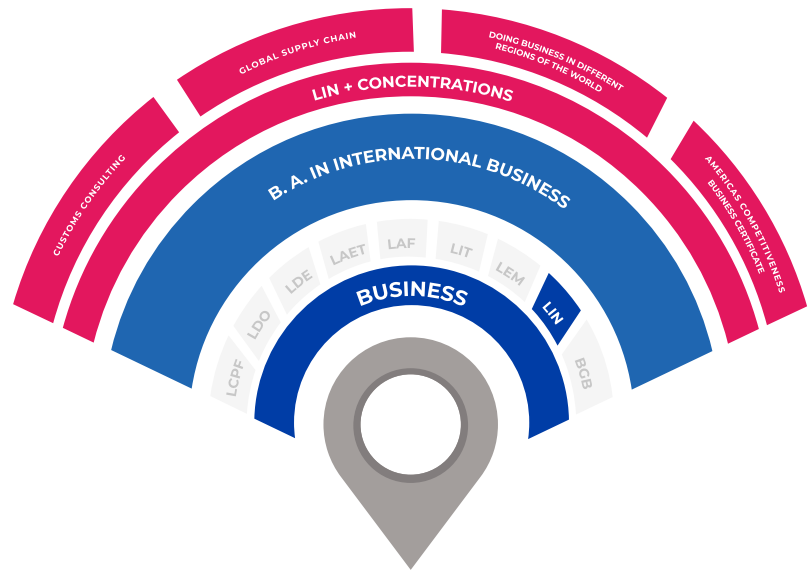 GLOBAL SUPPLY CHAIN
DOING BUSINESS IN DIFFERENT
REGIONS OF THE WORLD
CUSTOMS CONSULTING
AMERICAS COMPETITIVENESS
BUSINESS CERTIFICATE
LIN + CONCENTRATIONS
B. A. IN INTERNATIONAL BUSINESS
LCPF
LDO
LDE
LAET
LAF
LIT
LEM
LIN
BGB
BUSINESS